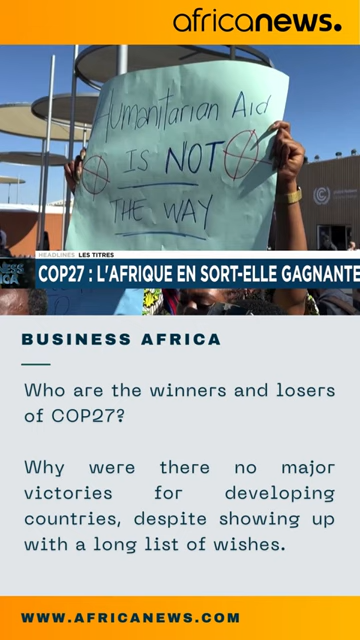 africanews.
Humanitarian Aid
IS NOT
THE WAY
HEADLINES LES TITRES
COP27 : L'AFRIQUE EN SORT-ELLE GAGNANTE
BUSINESS AFRICA
Who are the winners and losers
of COP27?
Why were there no major
victories for developing
countries, despite showing up
with a long list of wishes.
WWW.AFRICANEWS.COM